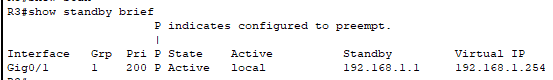 R3#show standby brief
P indicates configured to preempt.
|
Interface Grp Pri P State Active Standby Virtual IP
Gig0/1 1 200 P Active local 192.168.1.1 192.168.1.254